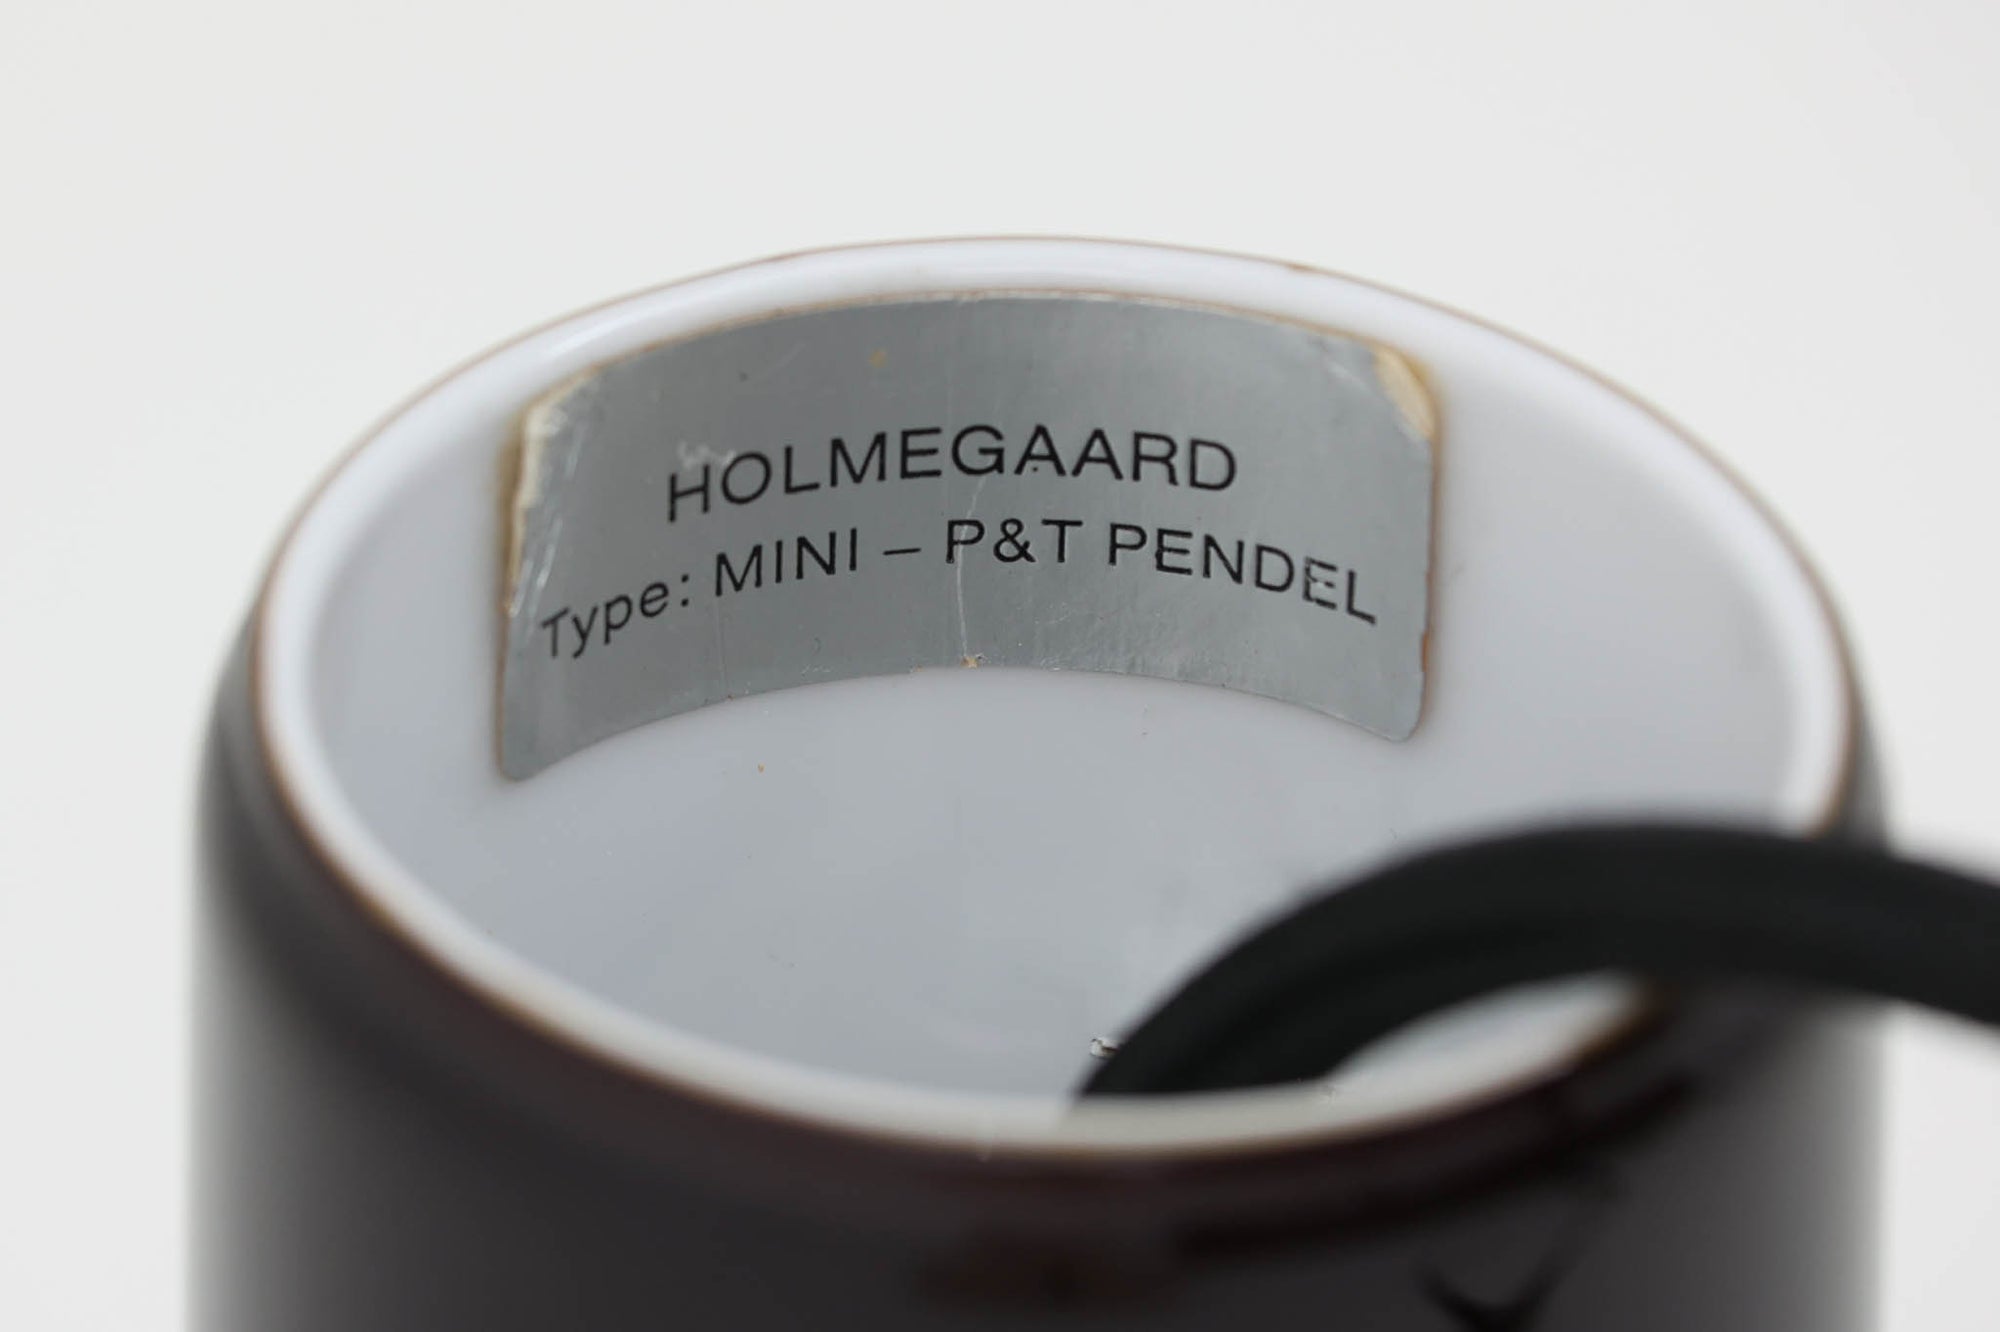 HOLMEGAARD
Type: MINI – P&T PENDEL